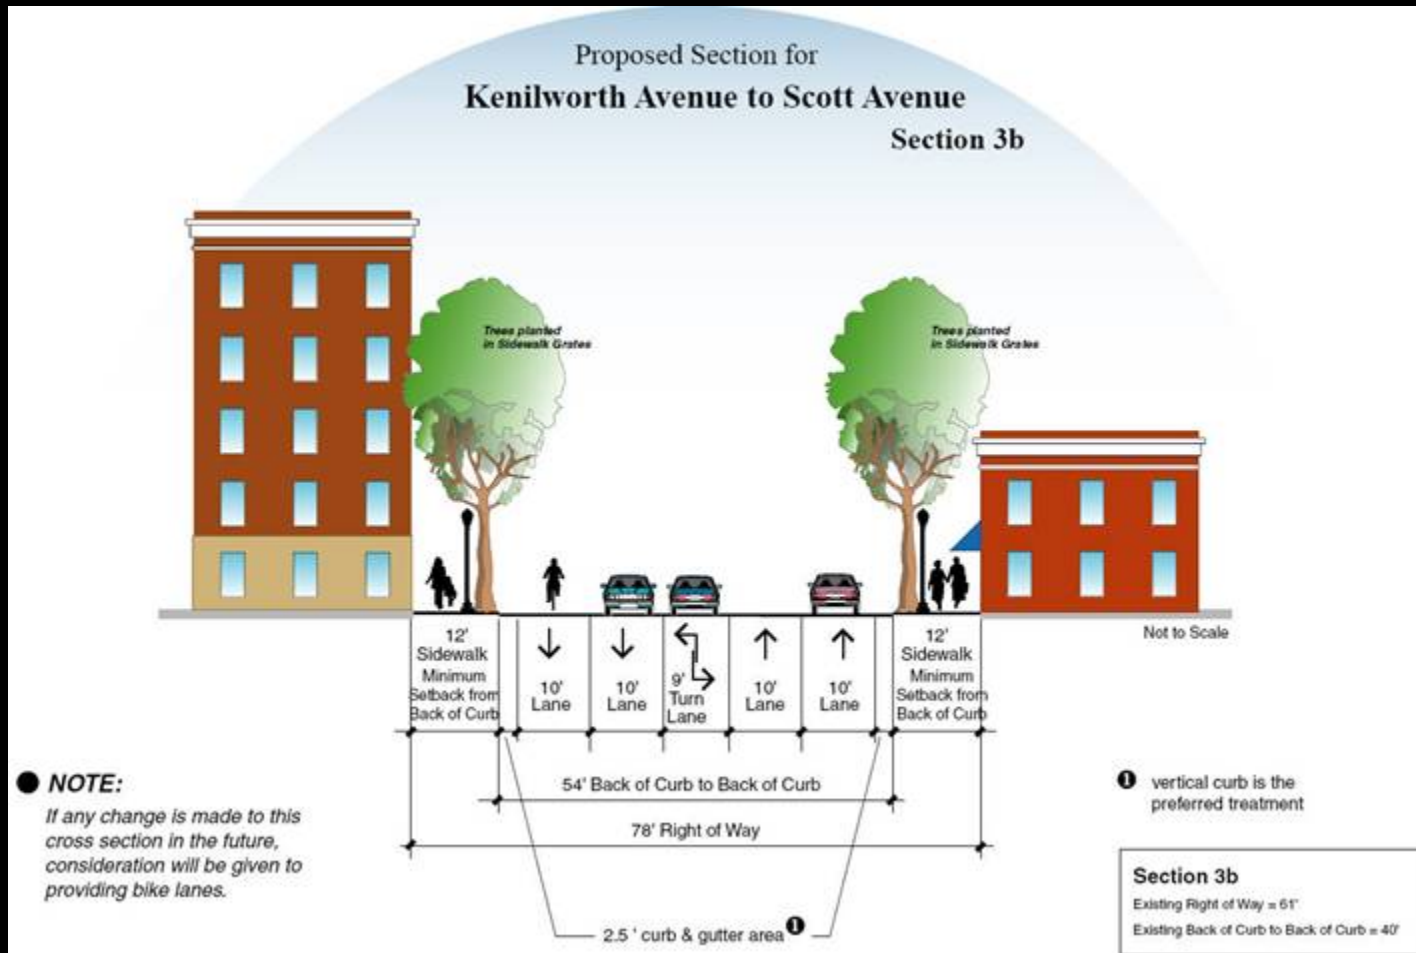 Proposed Section for
Kenilworth Avenue to Scott Avenue
Section 3b
Trees planted
in Sidewalk Grates
Trees planted
in Sidewalk Grates
Not to Scale
12'
Sidewalk
Minimum
Setback from
Back of Curb
10'
Lane
10'
Lane
9'
Turn
Lane
10'
Lane
10'
Lane
12'
Sidewalk
Minimum
Setback from
Back of Curb
54' Back of Curb to Back of Curb
78' Right of Way
2.5 ' curb & gutter area 1
● NOTE:
If any change is made to this
cross section in the future,
consideration will be given to
providing bike lanes.
1 vertical curb is the
preferred treatment
Section 3b
Existing Right of Way = 61'
Existing Back of Curb to Back of Curb = 40'